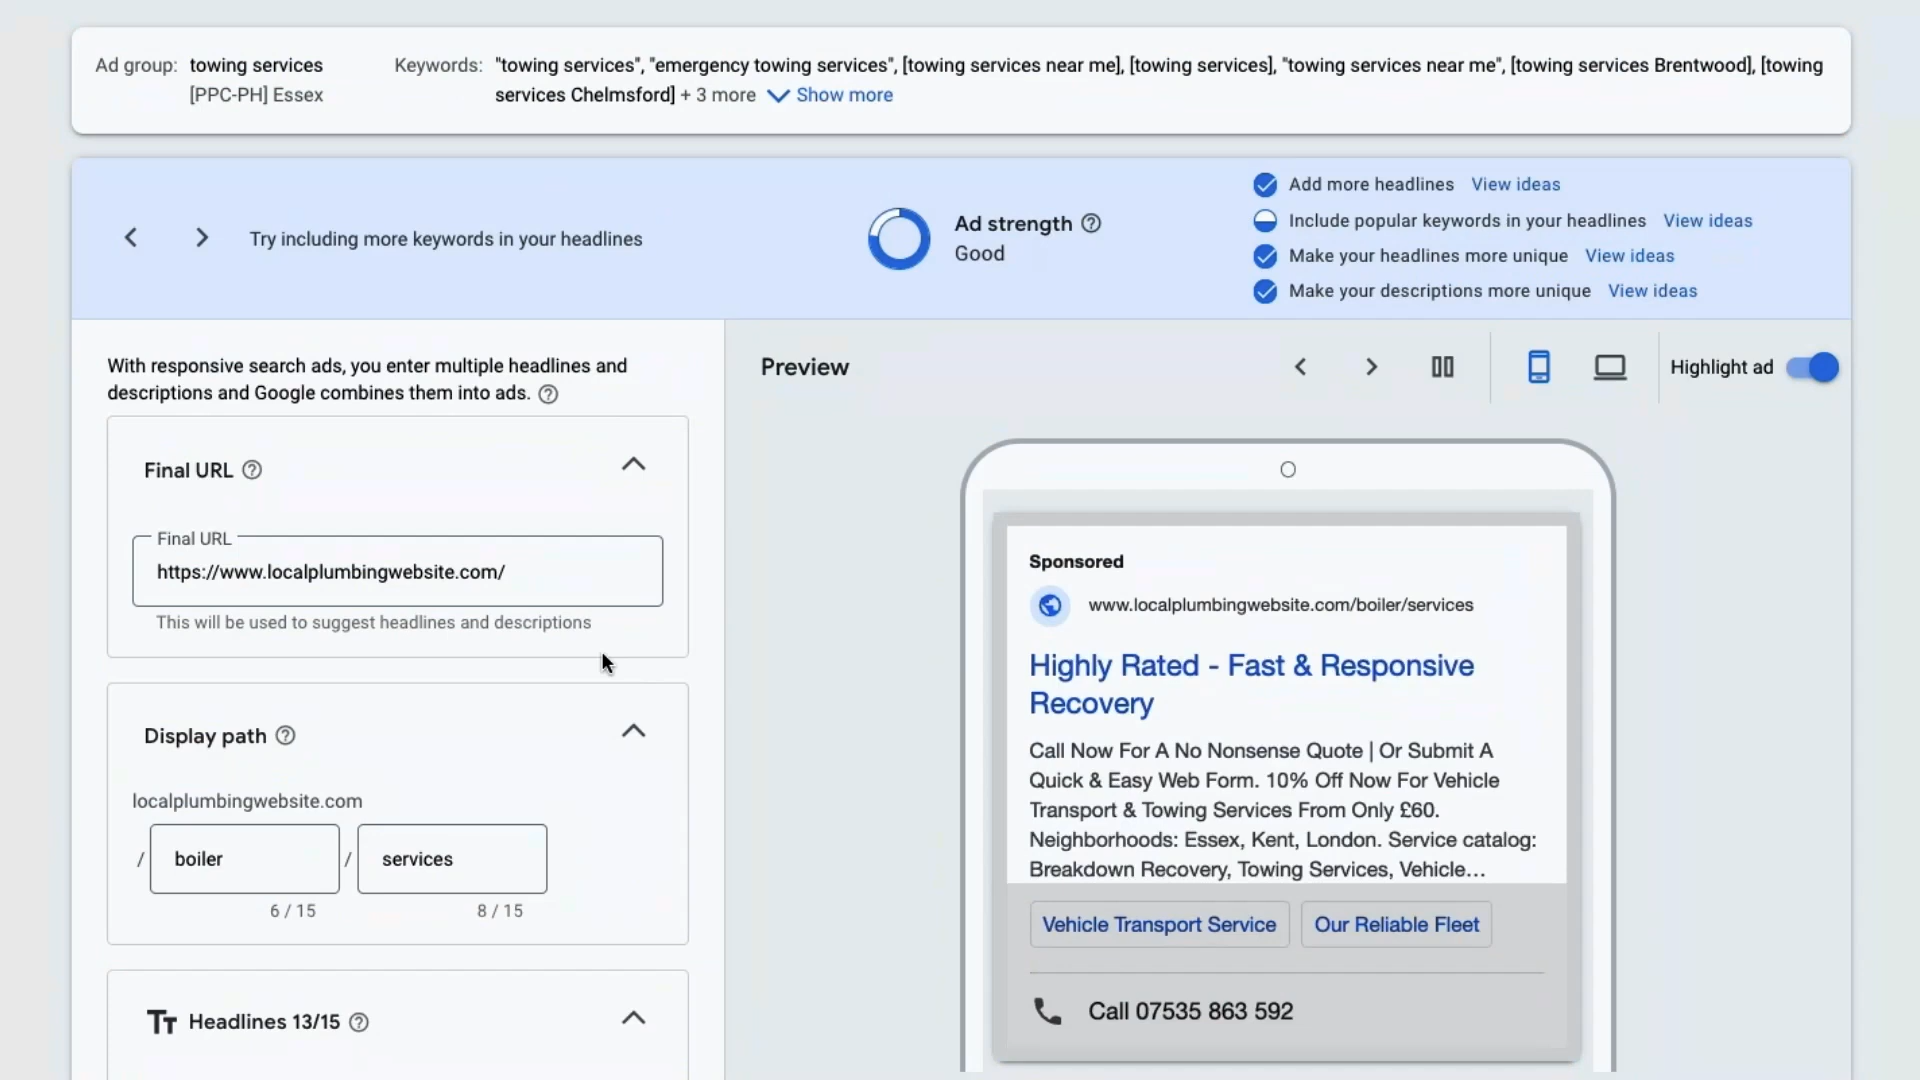 Ad group: towing services
[PPC-PH] Essex
Keywords: "towing services", "emergency towing services", [towing services near me], [towing services], "towing services near me", [towing services Brentwood], [towing
services Chelmsford] + 3 more Show more
Try including more keywords in your headlines
Ad strength
Good
Add more headlines View ideas
Include popular keywords in your headlines View ideas
Make your headlines more unique View ideas
Make your descriptions more unique View ideas
With responsive search ads, you enter multiple headlines and
descriptions and Google combines them into ads.
Final URL
Final URL
https://www.localplumbingwebsite.com/
This will be used to suggest headlines and descriptions
Display path
localplumbingwebsite.com
/ boiler / services
6 / 15 8 / 15
Tt Headlines 13/15
Preview
Highlight ad
Sponsored
www.localplumbingwebsite.com/boiler/services
Highly Rated - Fast & Responsive
Recovery
Call Now For A No Nonsense Quote | Or Submit A
Quick & Easy Web Form. 10% Off Now For Vehicle
Transport & Towing Services From Only £60.
Neighborhoods: Essex, Kent, London. Service catalog:
Breakdown Recovery, Towing Services, Vehicle...
Vehicle Transport Service Our Reliable Fleet
Call 07535 863 592